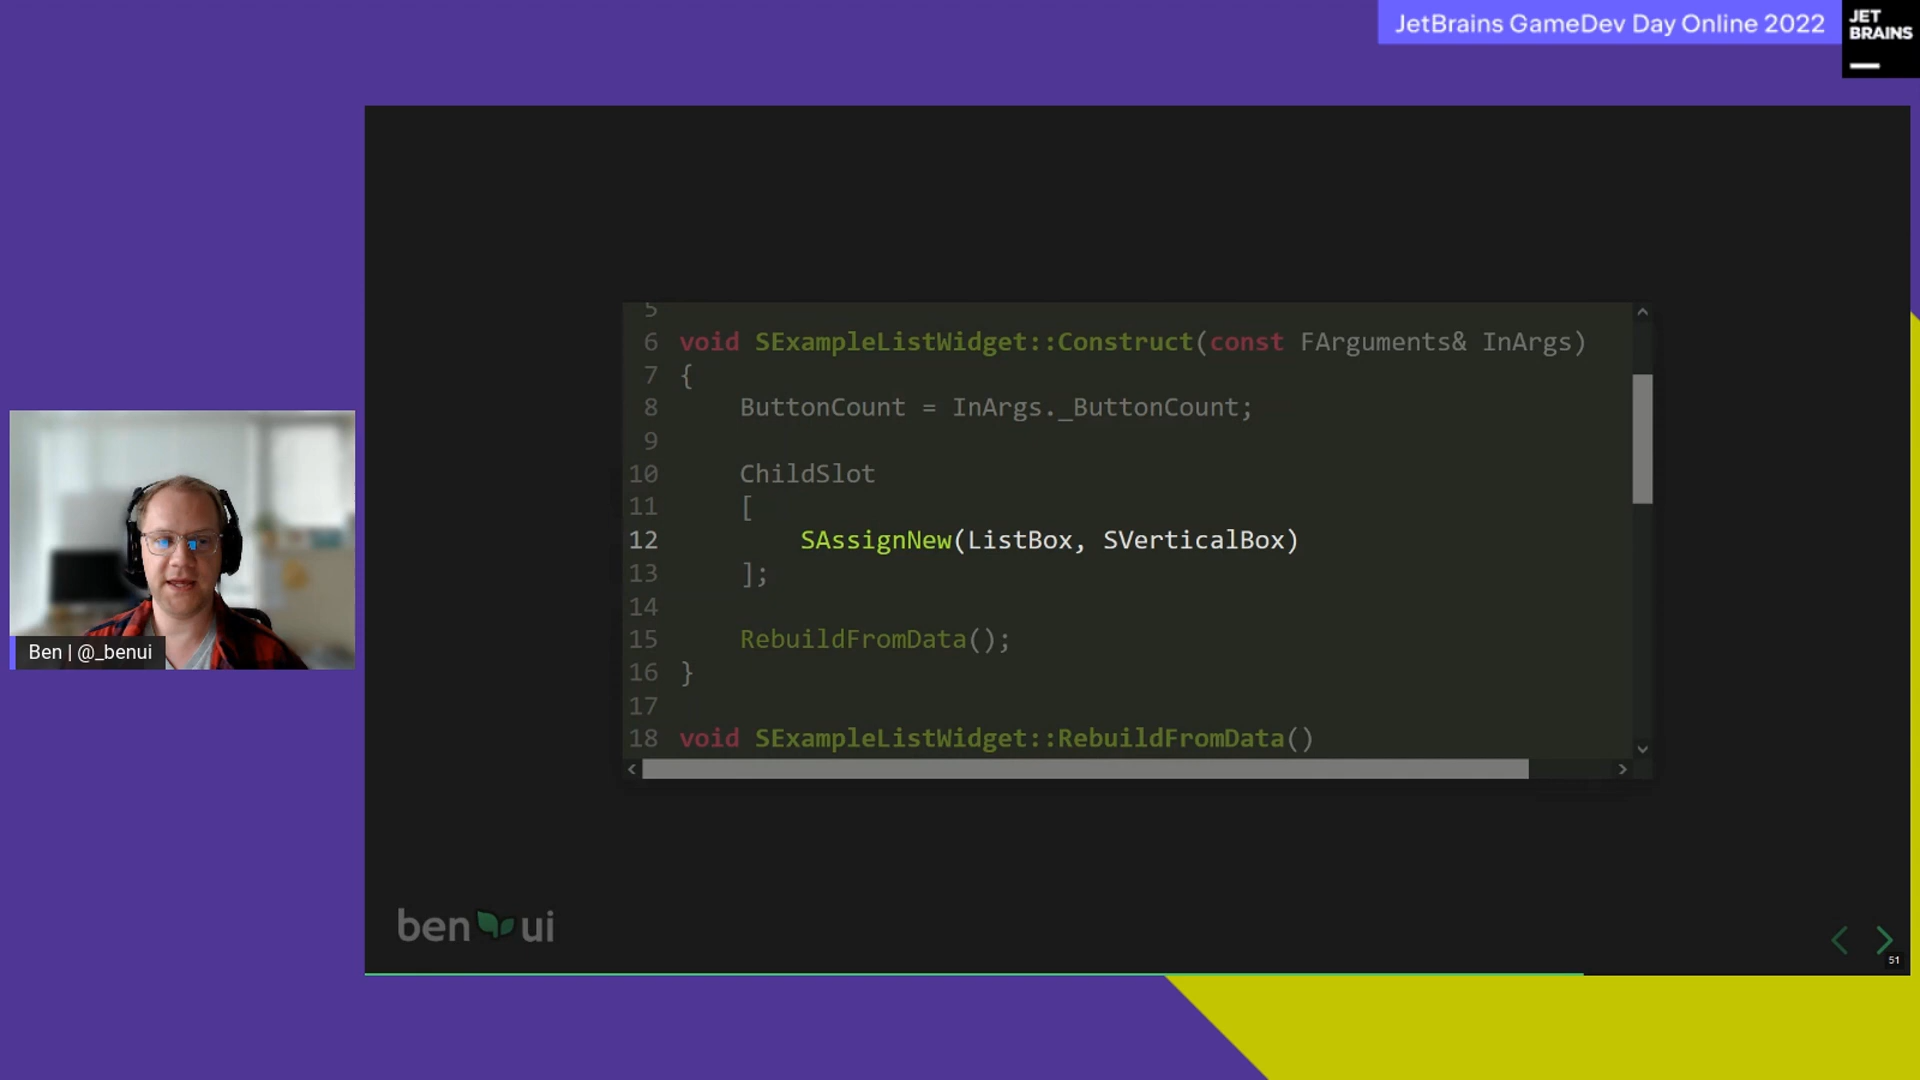 JetBrains GameDev Day Online 2022
JET
BRAINS
5
6 void SExampleListWidget::Construct(const FArguments& InArgs)
7 {
8 ButtonCount = InArgs._ButtonCount;
9
10 ChildSlot
11 [
12 SAssignNew(ListBox, SVerticalBox)
13 ];
14
15 RebuildFromData();
16 }
17
18 void SExampleListWidget::RebuildFromData()
Ben | @_benui
ben ui
51